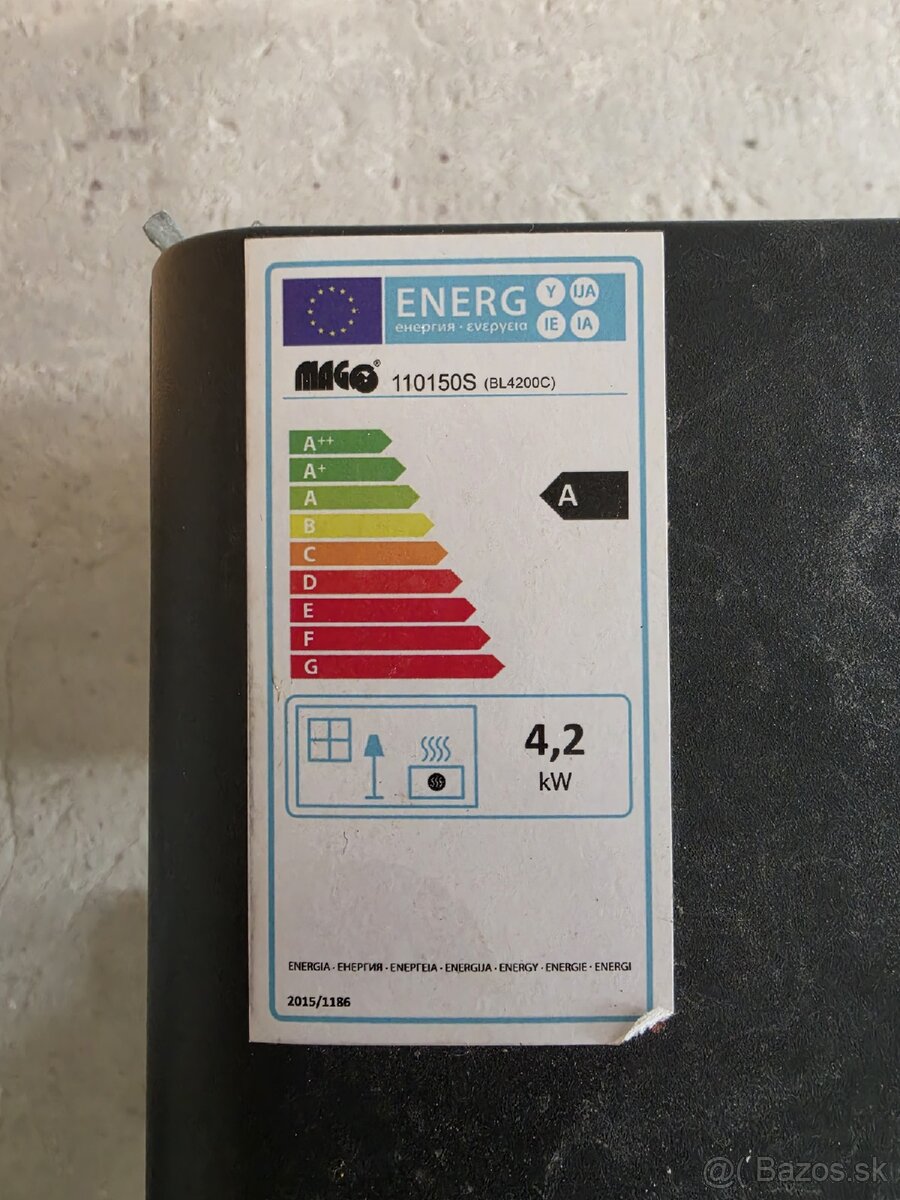 ENERG Y IJA
енергия · ενεργεια IE IA
MAGG® 110150S (BL4200C)
A++
A+
A
A
B
C
D
E
F
G
4,2
kW
ENERGIA · ЕНЕРГИЯ · ΕΝΕΡΓΕΙΑ · ENERGIJA · ENERGY · ENERGIE · ENERGI
2015/1186
@( Bazos.sk